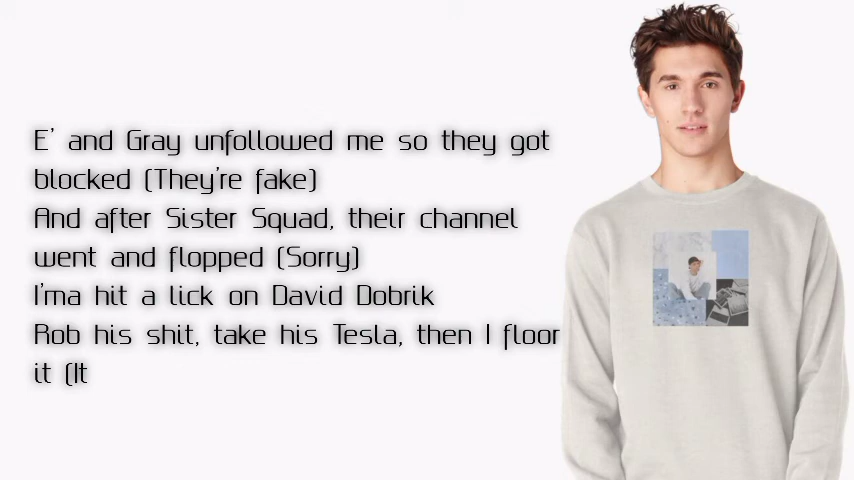 E' and Gray unfollowed me so they got
blocked (They're fake)
And after Sister Squad, their channel
went and flopped (Sorry)
I'ma hit a lick on David Dobrik
Rob his shit, take his Tesla, then I floor
it (It